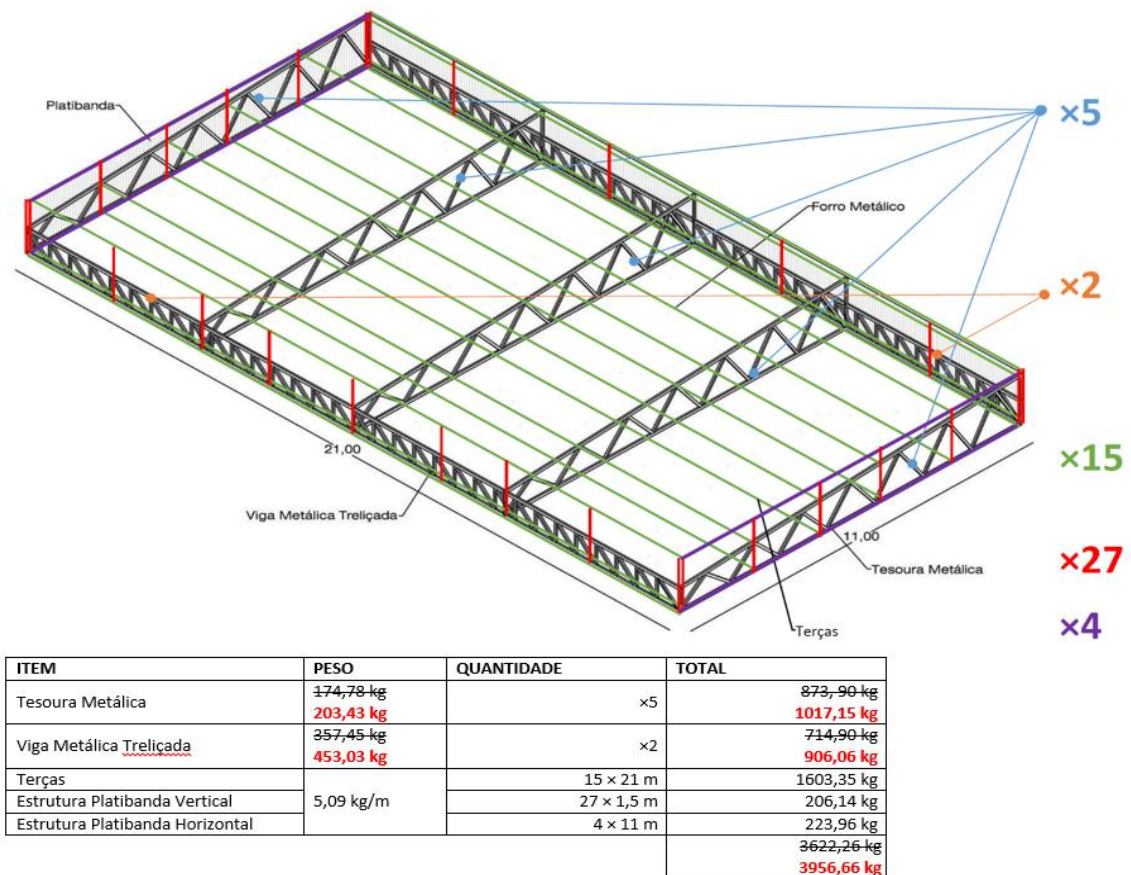 Platibanda
×5
Forro Metálico
×2
21,00
×15
Viga Metálica Treliçada
11,00
×27
Tesoura Metálica
Terças
×4
ITEM PESO QUANTIDADE TOTAL
Tesoura Metálica 174,78 kg ×5 873, 90 kg
203,43 kg 1017,15 kg
Viga Metálica Treliçada 357,45 kg ×2 714,90 kg
453,03 kg 906,06 kg
Terças 5,09 kg/m 15 × 21 m 1603,35 kg
Estrutura Platibanda Vertical 27 × 1,5 m 206,14 kg
Estrutura Platibanda Horizontal 4 × 11 m 223,96 kg
3622,26 kg
3956,66 kg